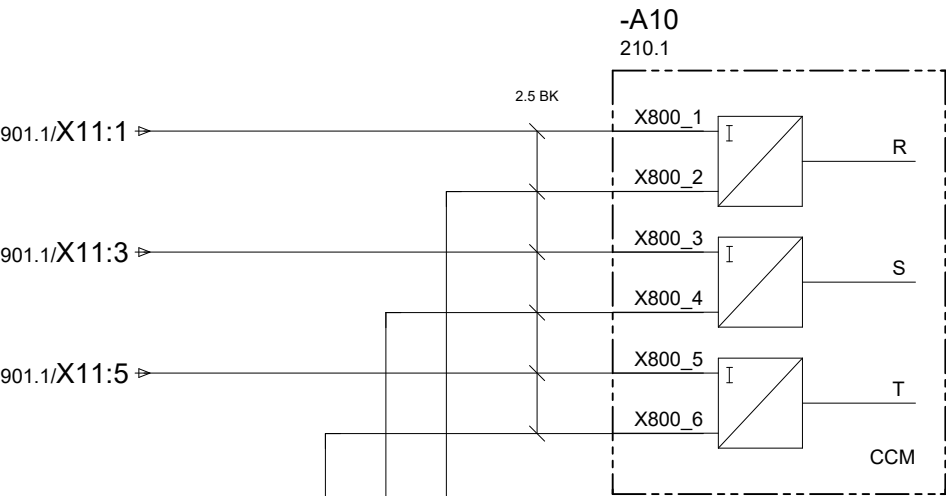 -A10
210.1
2.5 BK
901.1/X11:1
X800_1
I
R
X800_2
901.1/X11:3
X800_3
I
S
X800_4
901.1/X11:5
X800_5
I
T
X800_6
CCM